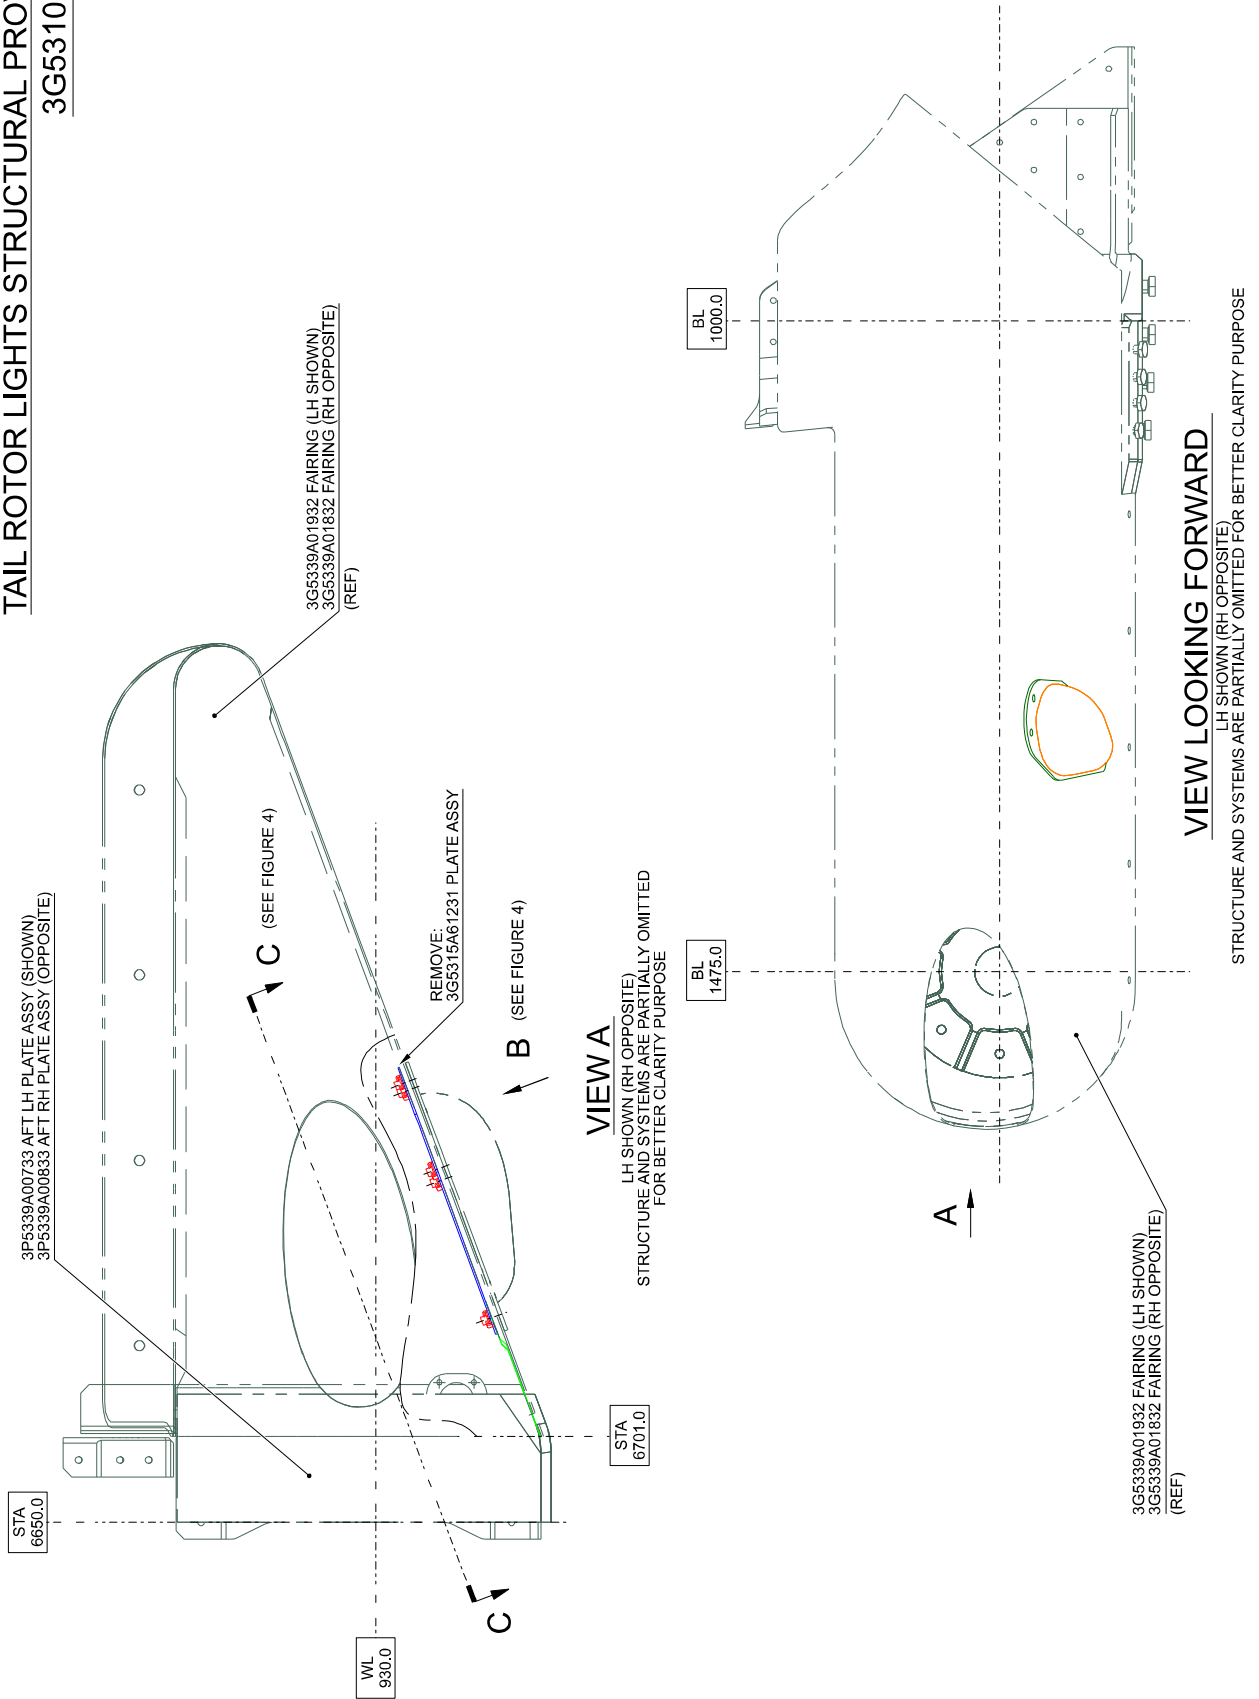 TAIL ROTOR LIGHTS STRUCTURAL
3G5310
3P5339A00733 AFT LH PLATE ASSY (SHOWN)
3P5339A00833 AFT RH PLATE ASSY (OPPOSITE)
3G5339A01932 FAIRING (LH SHOWN)
3G5339A01832 FAIRING (RH OPPOSITE)
(REF)
C (SEE FIGURE 4)
REMOVE:
3G5315A61231 PLATE ASSY
B (SEE FIGURE 4)
STA
6650.0
STA
6701.0
WL
930.0
C
VIEW A
LH SHOWN (RH OPPOSITE)
STRUCTURE AND SYSTEMS ARE PARTIALLY OMITTED
FOR BETTER CLARITY PURPOSE
BL
1000.0
BL
1475.0
A
3G5339A01932 FAIRING (LH SHOWN)
3G5339A01832 FAIRING (RH OPPOSITE)
(REF)
VIEW LOOKING FORWARD
LH SHOWN (RH OPPOSITE)
STRUCTURE AND SYSTEMS ARE PARTIALLY OMITTED FOR BETTER CLARITY PURPOSE